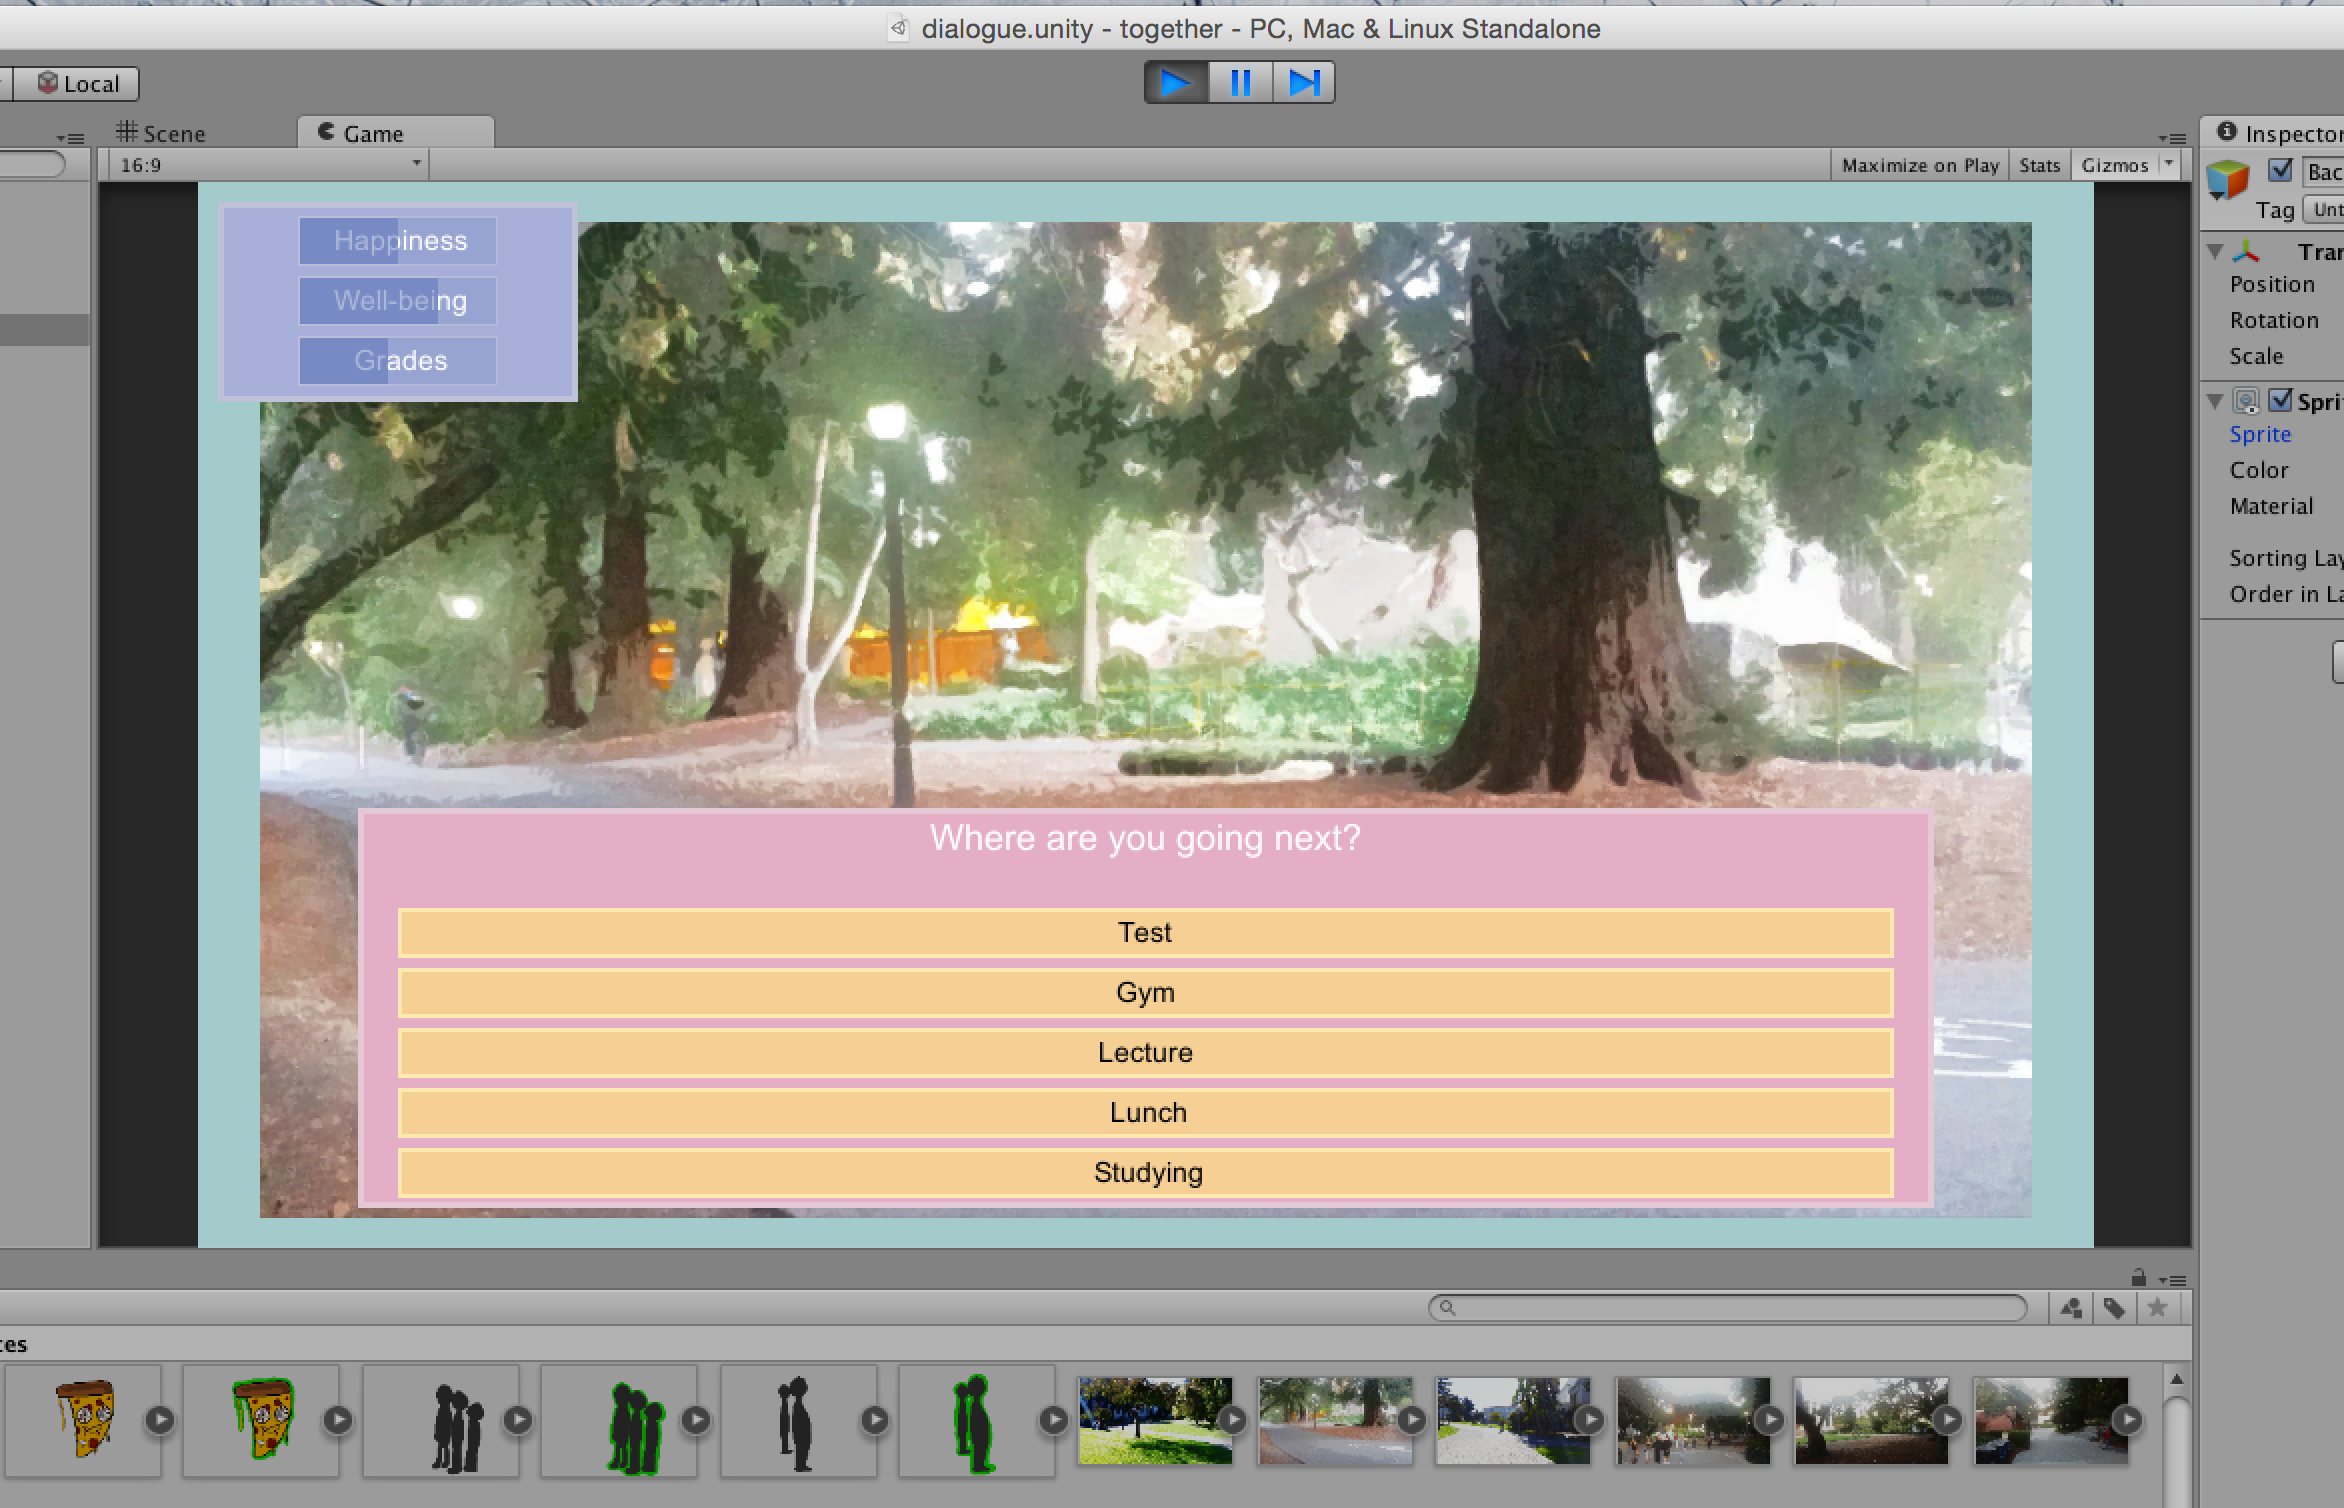 dialogue.unity - together - PC, Mac & Linux Standalone
Local
Scene
Game
Inspector
16:9
Maximize on Play
Stats
Gizmos
Bac
Tag
Unt
Happiness
Well-being
Grades
Tran
Position
Rotation
Scale
Sprit
Sprite
Color
Material
Sorting Lay
Order in La
Where are you going next?
Test
Gym
Lecture
Lunch
Studying
ces